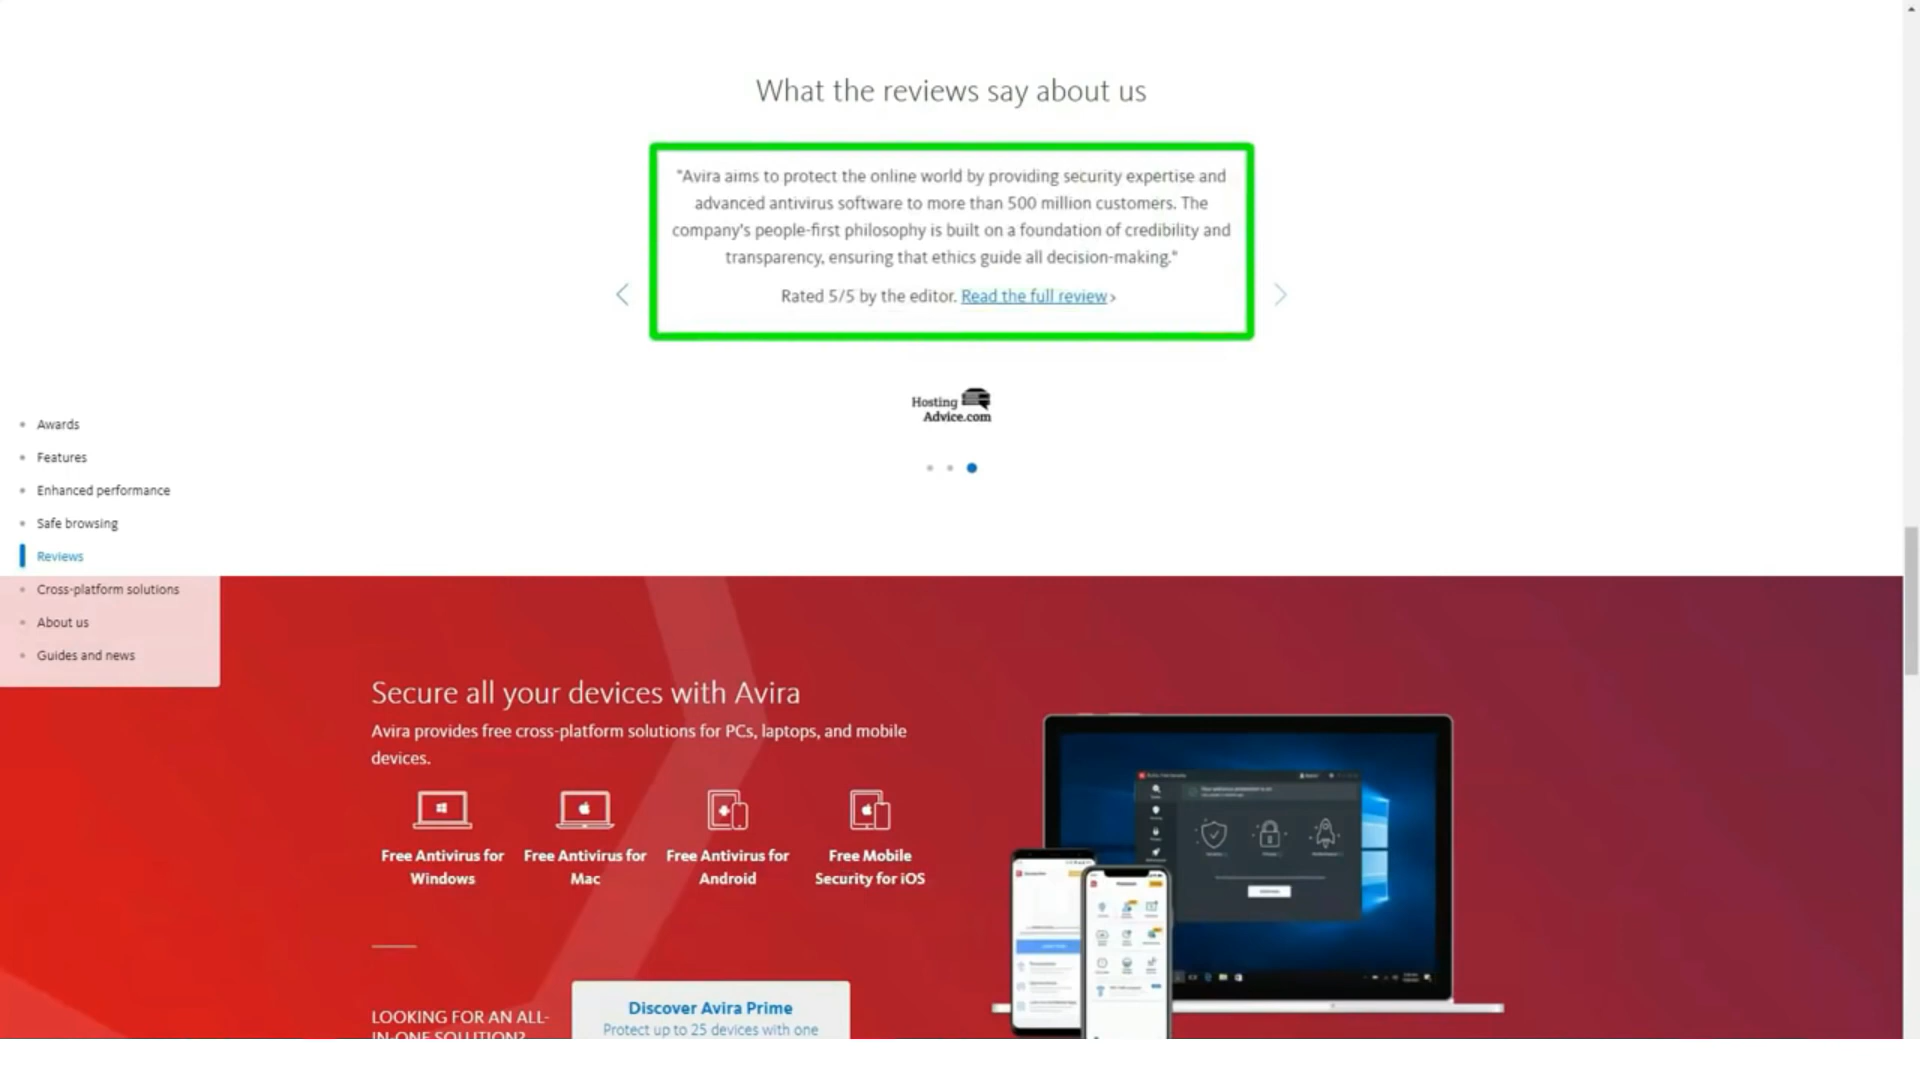 What the reviews say about us
"Avira aims to protect the online world by providing security expertise and
advanced antivirus software to more than 500 million customers. The
company's people-first philosophy is built on a foundation of credibility and
transparency, ensuring that ethics guide all decision-making."
Rated 5/5 by the editor. Read the full review ›
Hosting
Advice.com
Awards
Features
Enhanced performance
Safe browsing
Reviews
Cross-platform solutions
About us
Guides and news
Secure all your devices with Avira
Avira provides free cross-platform solutions for PCs, laptops, and mobile
devices.
Free Antivirus for
Windows
Free Antivirus for
Mac
Free Antivirus for
Android
Free Mobile
Security for iOS
LOOKING FOR AN ALL-
IN-ONE SOLUTION?
Discover Avira Prime
Protect up to 25 devices with one